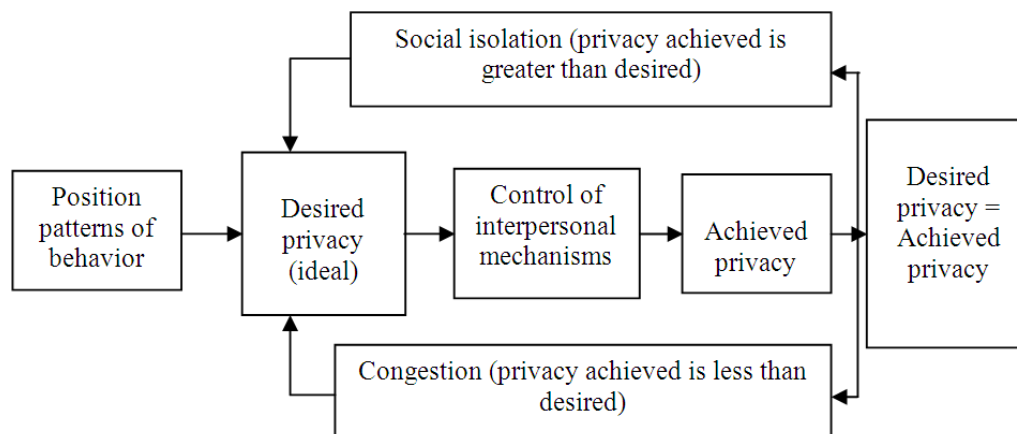 Social isolation (privacy achieved is
greater than desired)
Position
patterns of
behavior
Desired
privacy
(ideal)
Control of
interpersonal
mechanisms
Achieved
privacy
Desired
privacy =
Achieved
privacy
Congestion (privacy achieved is less than
desired)